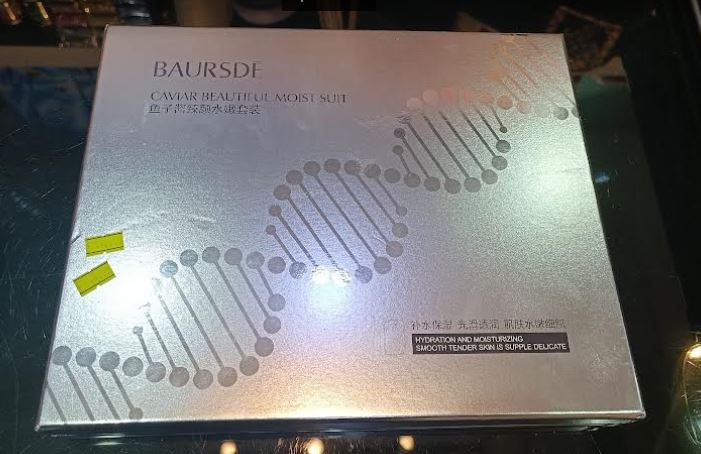 BAURSDE
CAVIAR BEAUTIFUL MOIST SUIT
鱼子酱臻颜水嫩套装
补水保湿 光滑透润 肌肤水嫩细腻
HYDRATION AND MOISTURIZING
SMOOTH TENDER SKIN IS SUPPLE DELICATE